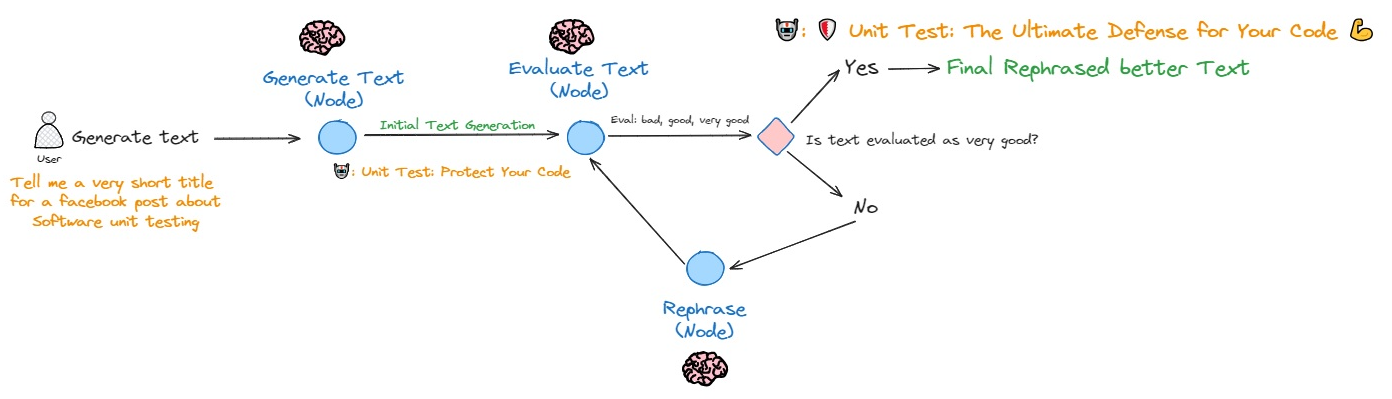 Generate text
User
Tell me a very short title
for a facebook post about
Software unit testing
Generate Text
(Node)
Initial Text Generation
: Unit Test: Protect Your Code
Evaluate Text
(Node)
Eval: bad, good, very good
Is text evaluated as very good?
: Unit Test: The Ultimate Defense for Your Code
Yes
Final Rephrased better Text
No
Rephrase
(Node)